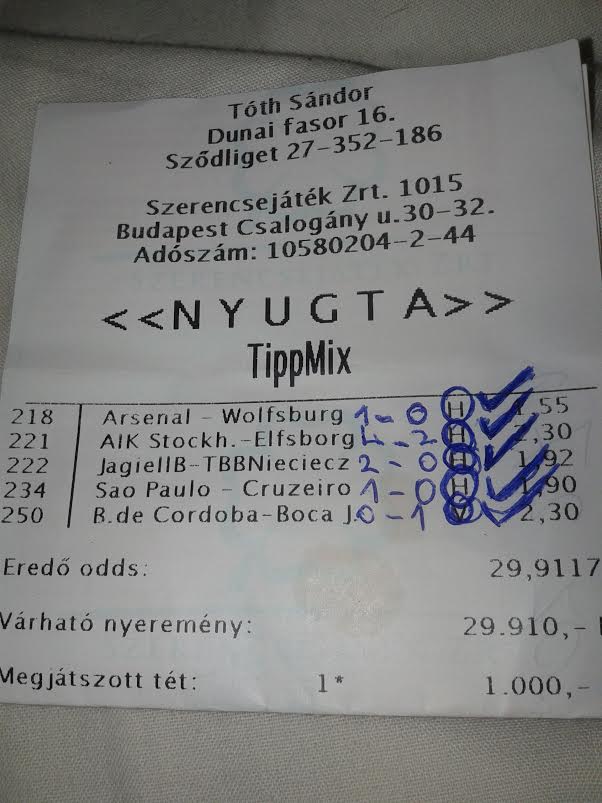 Tóth Sándor
Dunai fasor 16.
Sződliget 27-352-186
Szerencsejáték Zrt. 1015
Budapest Csalogány u.30-32.
Adószám: 10580204-2-44
<<NYUGTA>>
TippMix
218 Arsenal - Wolfsburg 1-0 H 1,55
221 AIK Stockh.-Elfsborg 4-2 H 2,30
222 JagiellB-TBBNieciecz 2-0 H 1,92
234 Sao Paulo - Cruzeiro 1-0 H 1,90
250 B.de Cordoba-Boca J. 0-1 V 2,30
Eredő odds: 29,9117
Várható nyeremény: 29.910,-
Megjátszott tét: 1* 1.000,-